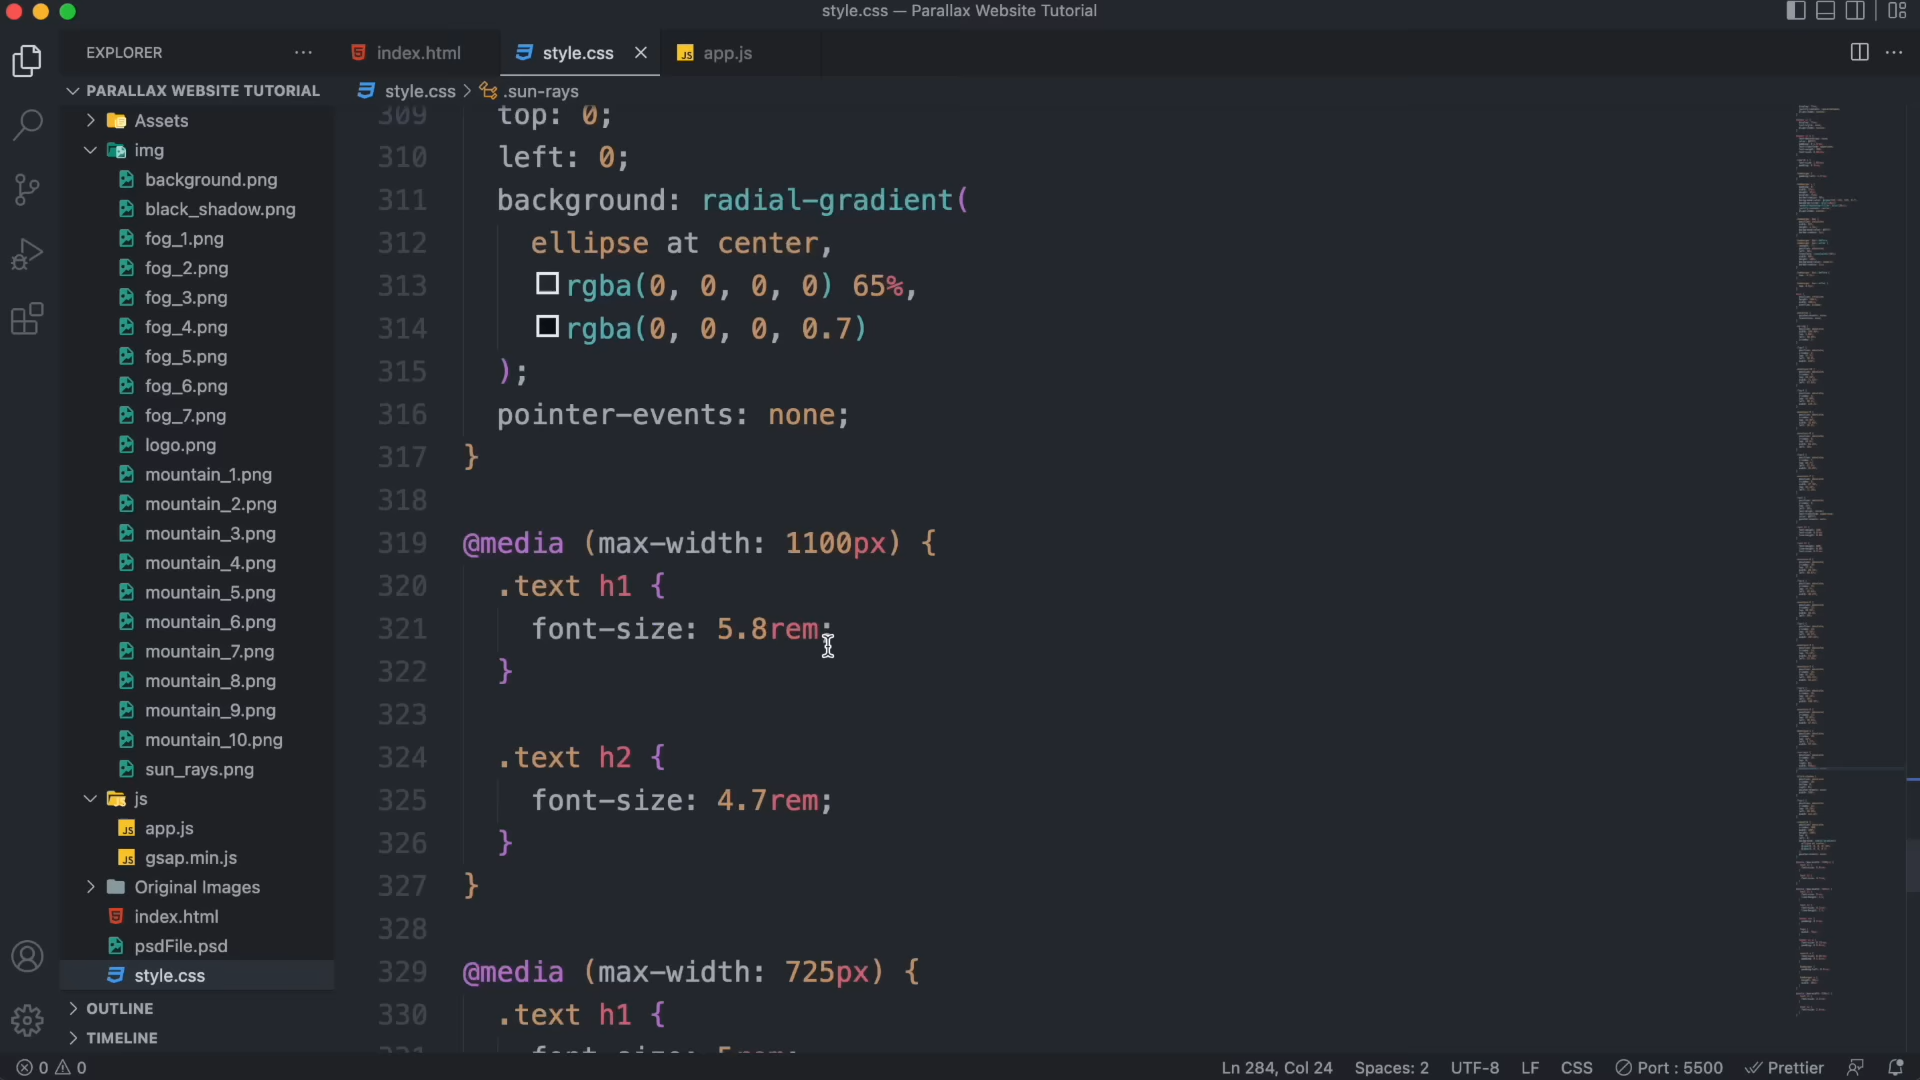 style.css — Parallax Website Tutorial
EXPLORER
index.html
style.css
app.js
PARALLAX WEBSITE TUTORIAL
style.css > .sun-rays
Assets
img
background.png
black_shadow.png
fog_1.png
fog_2.png
fog_3.png
fog_4.png
fog_5.png
fog_6.png
fog_7.png
logo.png
mountain_1.png
mountain_2.png
mountain_3.png
mountain_4.png
mountain_5.png
mountain_6.png
mountain_7.png
mountain_8.png
mountain_9.png
mountain_10.png
sun_rays.png
js
app.js
gsap.min.js
Original Images
index.html
psdFile.psd
style.css
OUTLINE
TIMELINE
309 top: 0;
310 left: 0;
311 background: radial-gradient(
312 ellipse at center,
313 rgba(0, 0, 0, 0) 65%,
314 rgba(0, 0, 0, 0.7)
315 );
316 pointer-events: none;
317 }
318
319 @media (max-width: 1100px) {
320 .text h1 {
321 font-size: 5.8rem;
322 }
323
324 .text h2 {
325 font-size: 4.7rem;
326 }
327 }
328
329 @media (max-width: 725px) {
330 .text h1 {
0 0
Ln 284, Col 24
Spaces: 2
UTF-8
LF
CSS
Port : 5500
Prettier